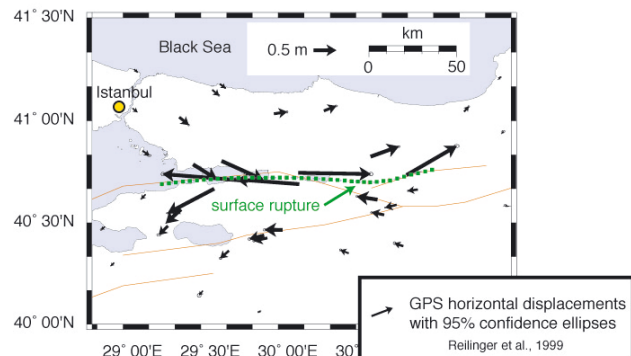 41° 30'N
Black Sea
0.5 m
km
0
50
Istanbul
41° 00'N
surface rupture
40° 30'N
40° 00'N
GPS horizontal displacements
with 95% confidence ellipses
Reilinger et al., 1999
29° 00'E
29° 30'
30° 00'E
30°